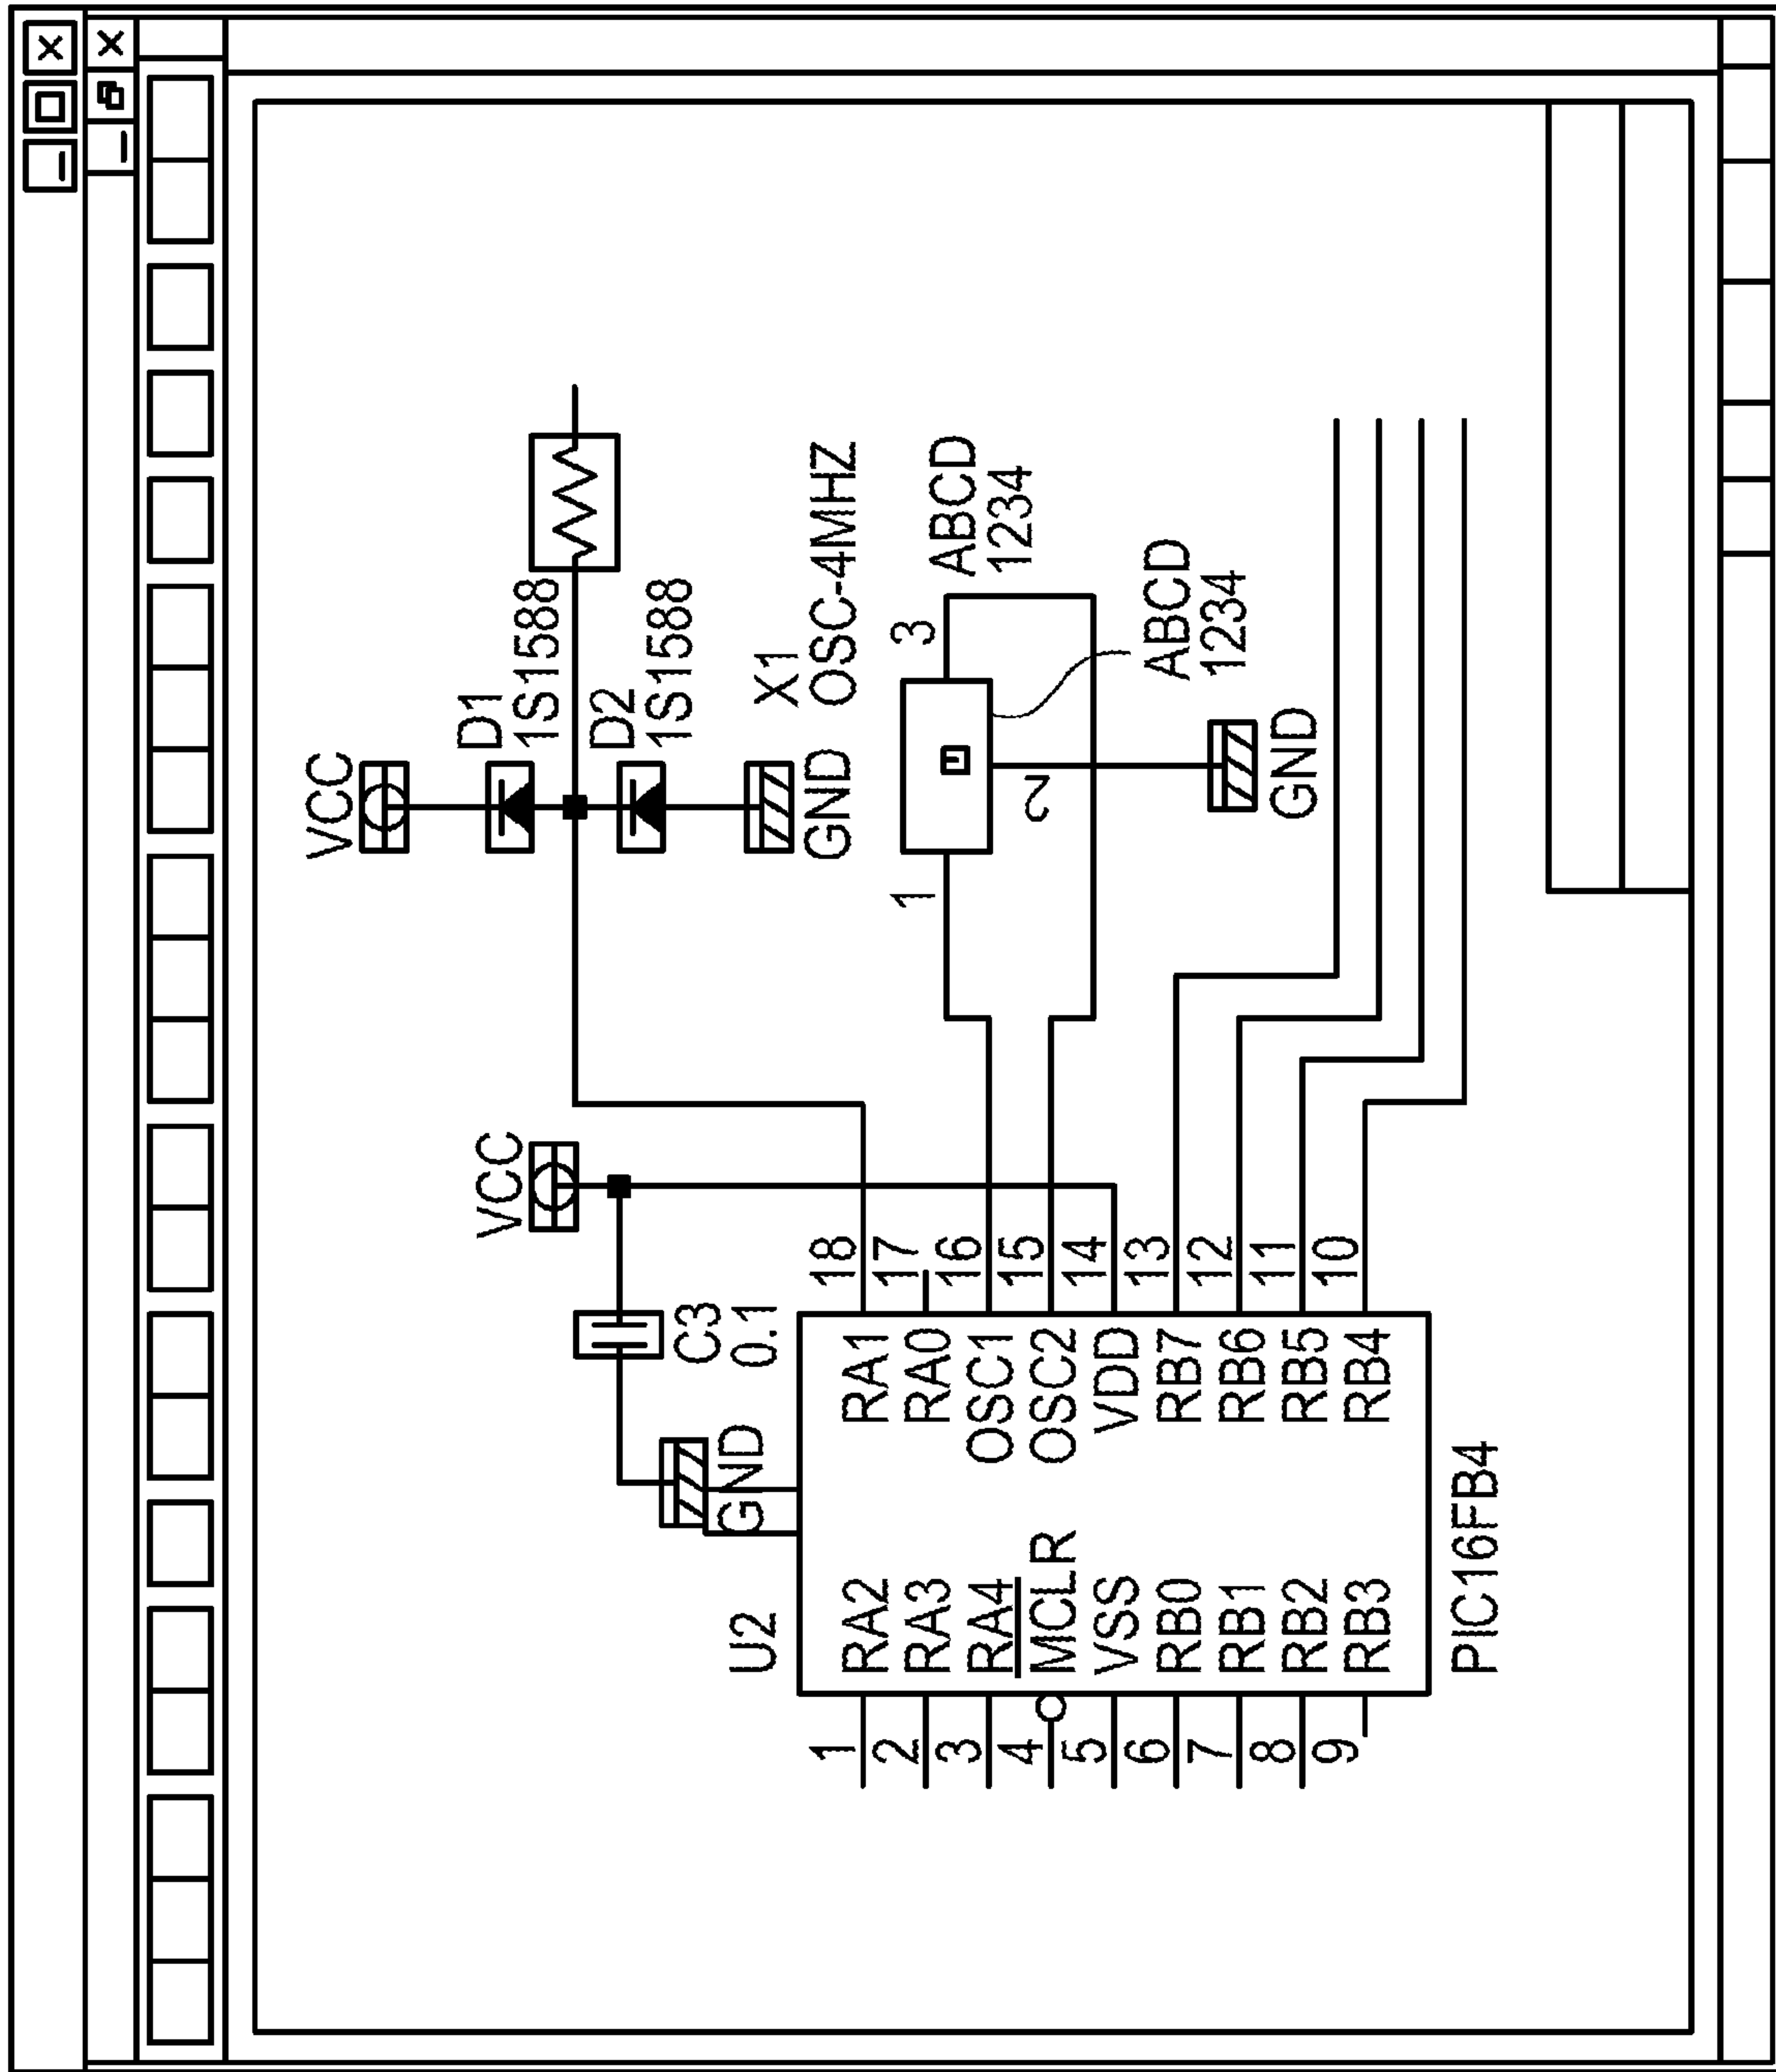 VCC
D1
1S1588
D2
1S1588
GND
VCC
C3
0.1
GND
X1
OSC-4MHZ
1
3
2
ABCD
1234
ABCD
1234
GND
U2
1 RA2
2 RA3
3 RA4
4 MCLR
5 VSS
6 RB0
7 RB1
8 RB2
9 RB3
RA1 18
RA0 17
OSC1 16
OSC2 15
VDD 14
RB7 13
RB6 12
RB5 11
RB4 10
PIC16FB4